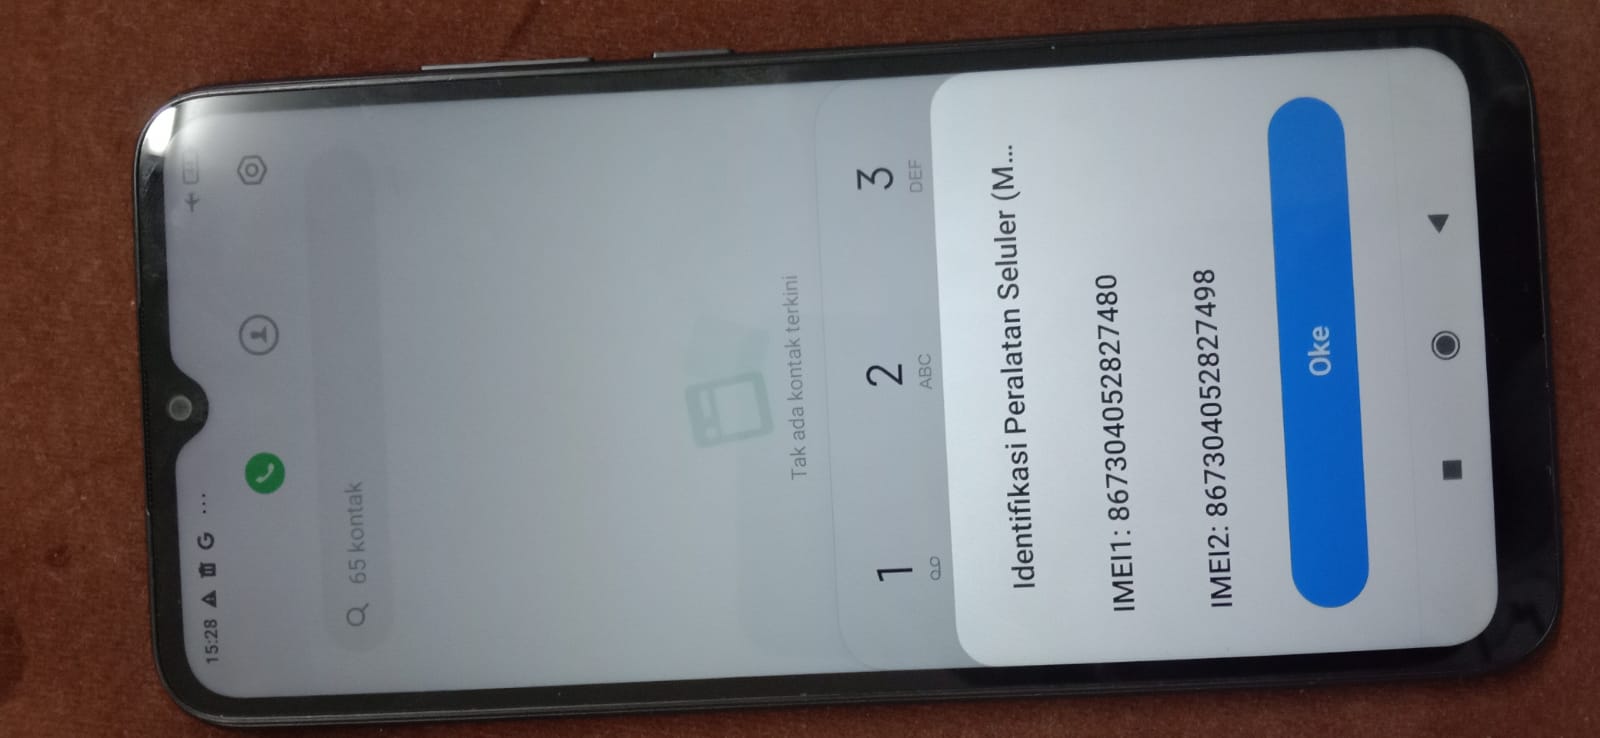 15:28 G ...
65 kontak
Tak ada kontak terkini
1 2 3
ABC DEF
Identifikasi Peralatan Seluler (M...
IMEI1: 867304052827480
IMEI2: 867304052827498
Oke